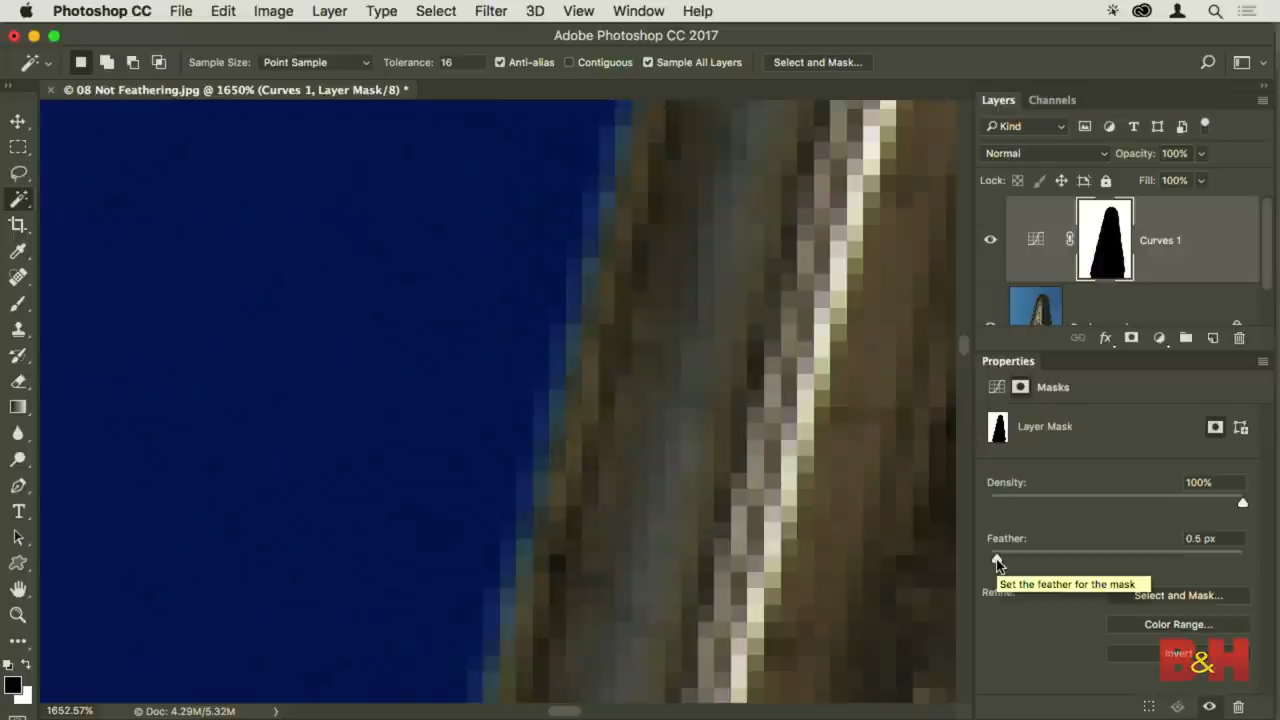 Photoshop CC File Edit Image Layer Type Select Filter 3D View Window Help
Adobe Photoshop CC 2017
Sample Size: Point Sample Tolerance: 16 Anti-alias Contiguous Sample All Layers Select and Mask...
© 08 Not Feathering.jpg @ 1650% (Curves 1, Layer Mask/8) *
Layers Channels
Kind
Normal Opacity: 100%
Lock: Fill: 100%
Curves 1
Properties
Masks
Layer Mask
Density: 100%
Feather: 0.5 px
Set the feather for the mask
Refine: Select and Mask...
Color Range...
Invert
B&H
1652.57% © Doc: 4.29M/5.32M